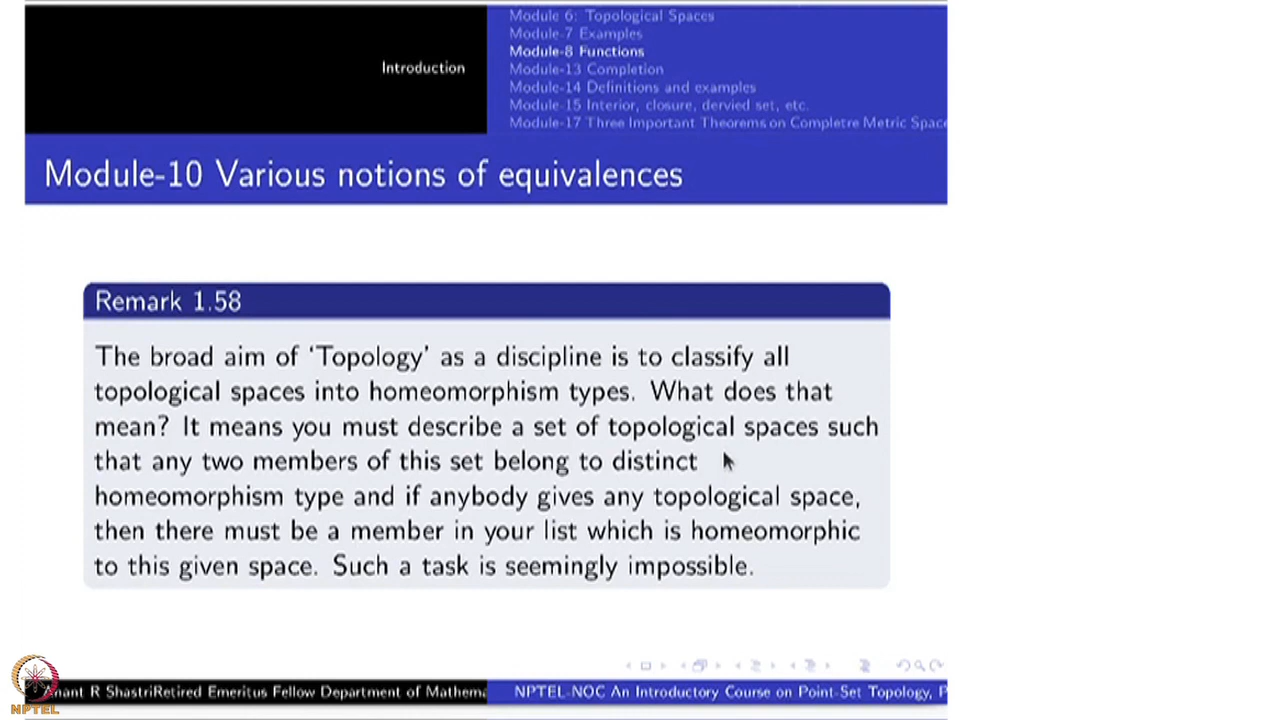 Introduction
Module 6: Topological Spaces
Module-7 Examples
Module-8 Functions
Module-13 Completion
Module-14 Definitions and examples
Module-15 Interior, closure, dervied set, etc.
Module-17 Three Important Theorems on Completre Metric Space
Module-10 Various notions of equivalences
Remark 1.58
The broad aim of ‘Topology’ as a discipline is to classify all
topological spaces into homeomorphism types. What does that
mean? It means you must describe a set of topological spaces such
that any two members of this set belong to distinct
homeomorphism type and if anybody gives any topological space,
then there must be a member in your list which is homeomorphic
to this given space. Such a task is seemingly impossible.
nant R ShastriRetired Emeritus Fellow Department of Mathema
NPTEL-NOC An Introductory Course on Point-Set Topology, P
NPTEL